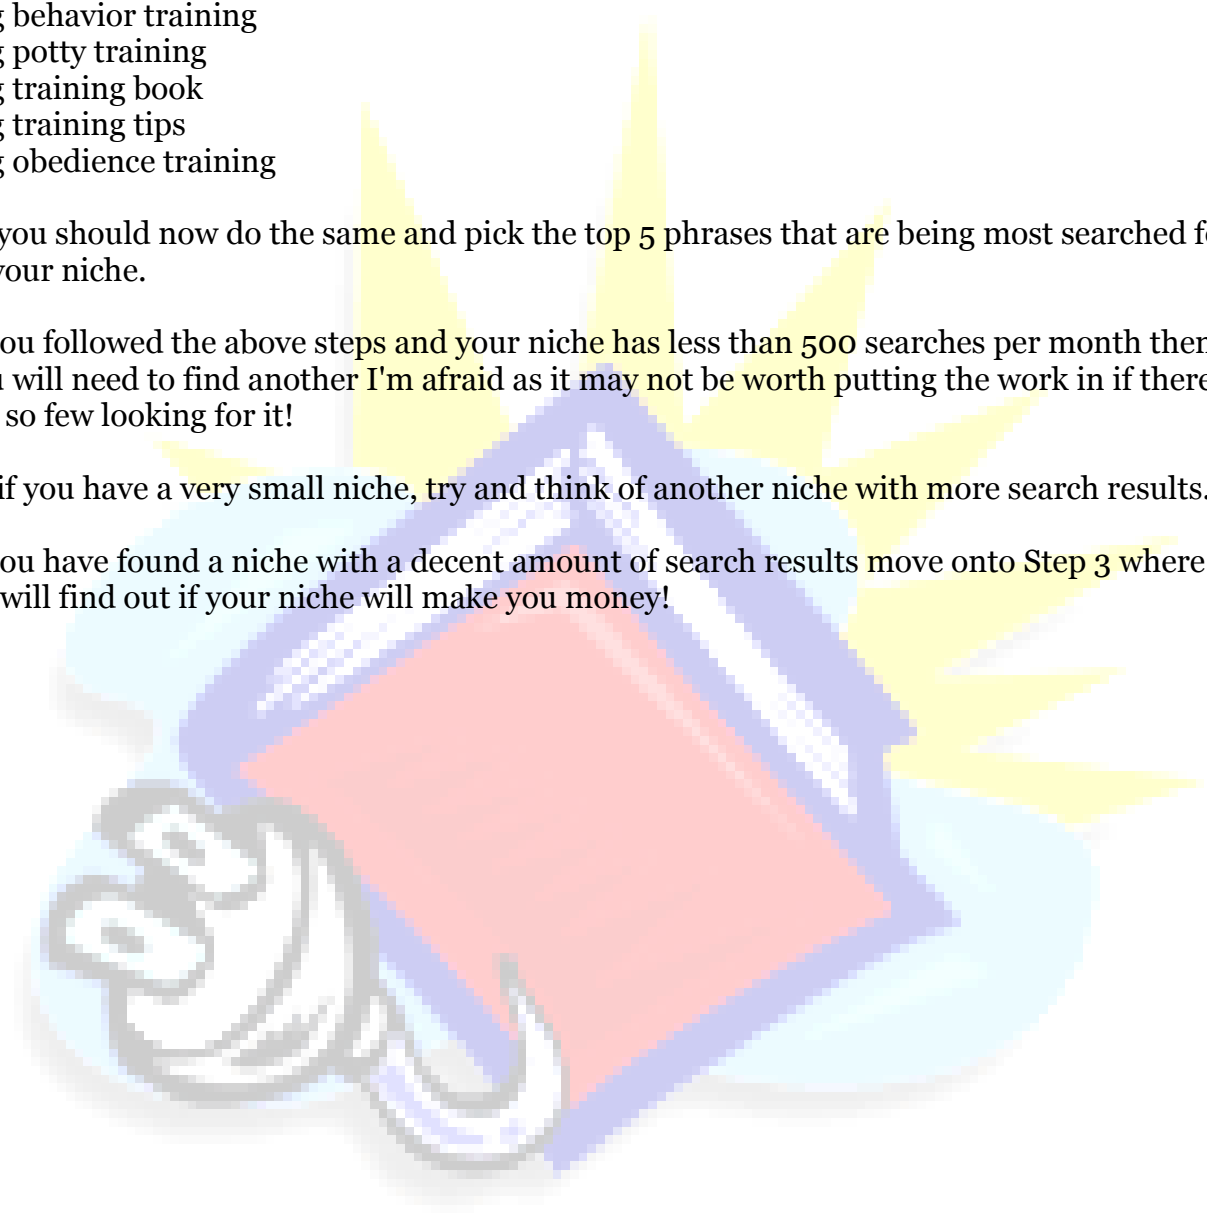 g behavior training
g potty training
g training book
g training tips
g obedience training
you should now do the same and pick the top 5 phrases that are being most searched f
your niche.
ou followed the above steps and your niche has less than 500 searches per month then
will need to find another I'm afraid as it may not be worth putting the work in if there
so few looking for it!
if you have a very small niche, try and think of another niche with more search results.
ou have found a niche with a decent amount of search results move onto Step 3 where
will find out if your niche will make you money!